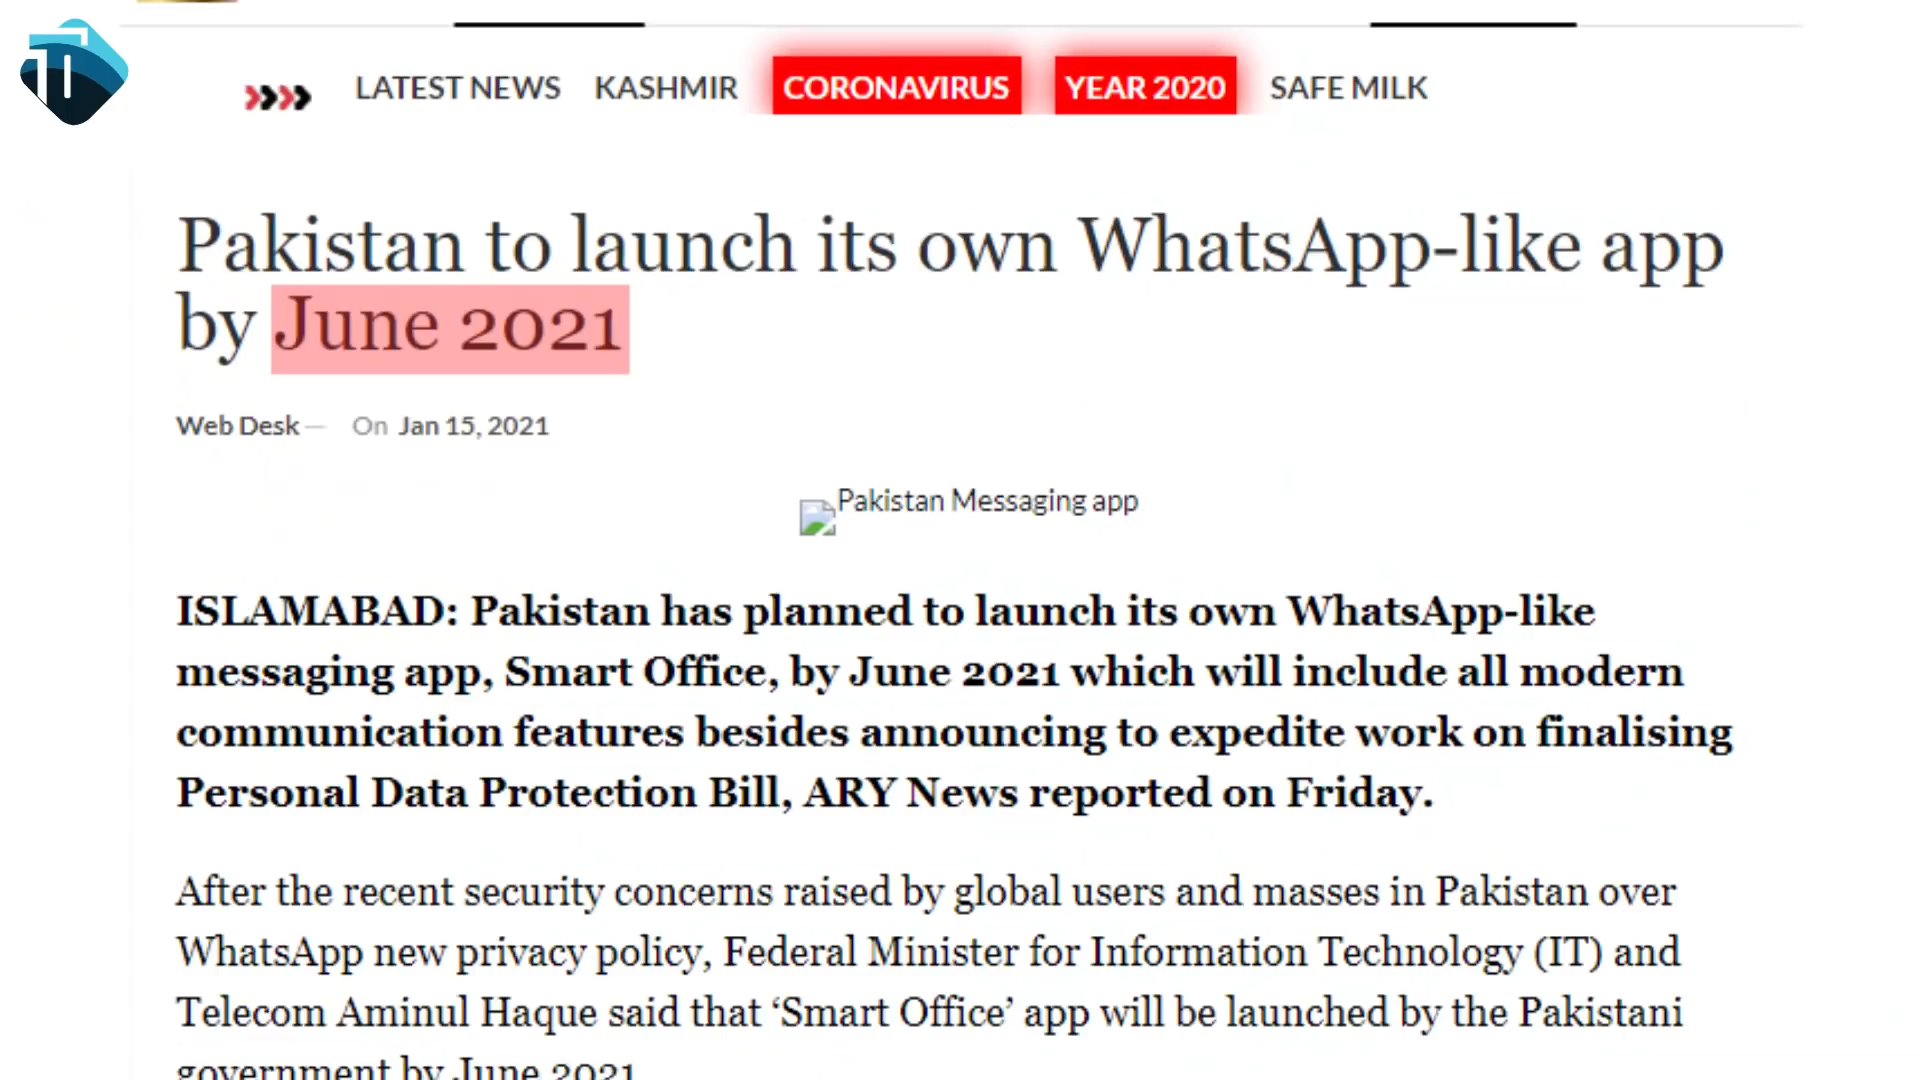 LATEST NEWS KASHMIR CORONAVIRUS YEAR 2020 SAFE MILK
Pakistan to launch its own WhatsApp-like app
by June 2021
Web Desk — On Jan 15, 2021
Pakistan Messaging app
ISLAMABAD: Pakistan has planned to launch its own WhatsApp-like
messaging app, Smart Office, by June 2021 which will include all modern
communication features besides announcing to expedite work on finalising
Personal Data Protection Bill, ARY News reported on Friday.
After the recent security concerns raised by global users and masses in Pakistan over
WhatsApp new privacy policy, Federal Minister for Information Technology (IT) and
Telecom Aminul Haque said that ‘Smart Office’ app will be launched by the Pakistani
government by June 2021